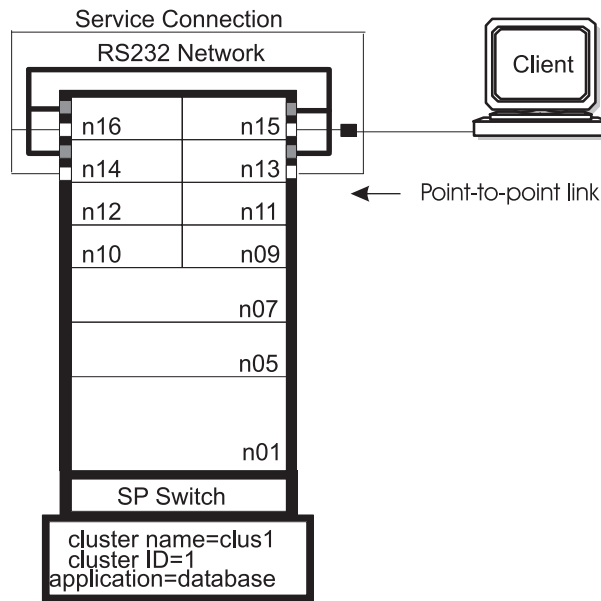 Service Connection
RS232 Network
Client
n16 n15
n14 n13
Point-to-point link
n12 n11
n10 n09
n07
n05
n01
SP Switch
cluster name=clus1
cluster ID=1
application=database